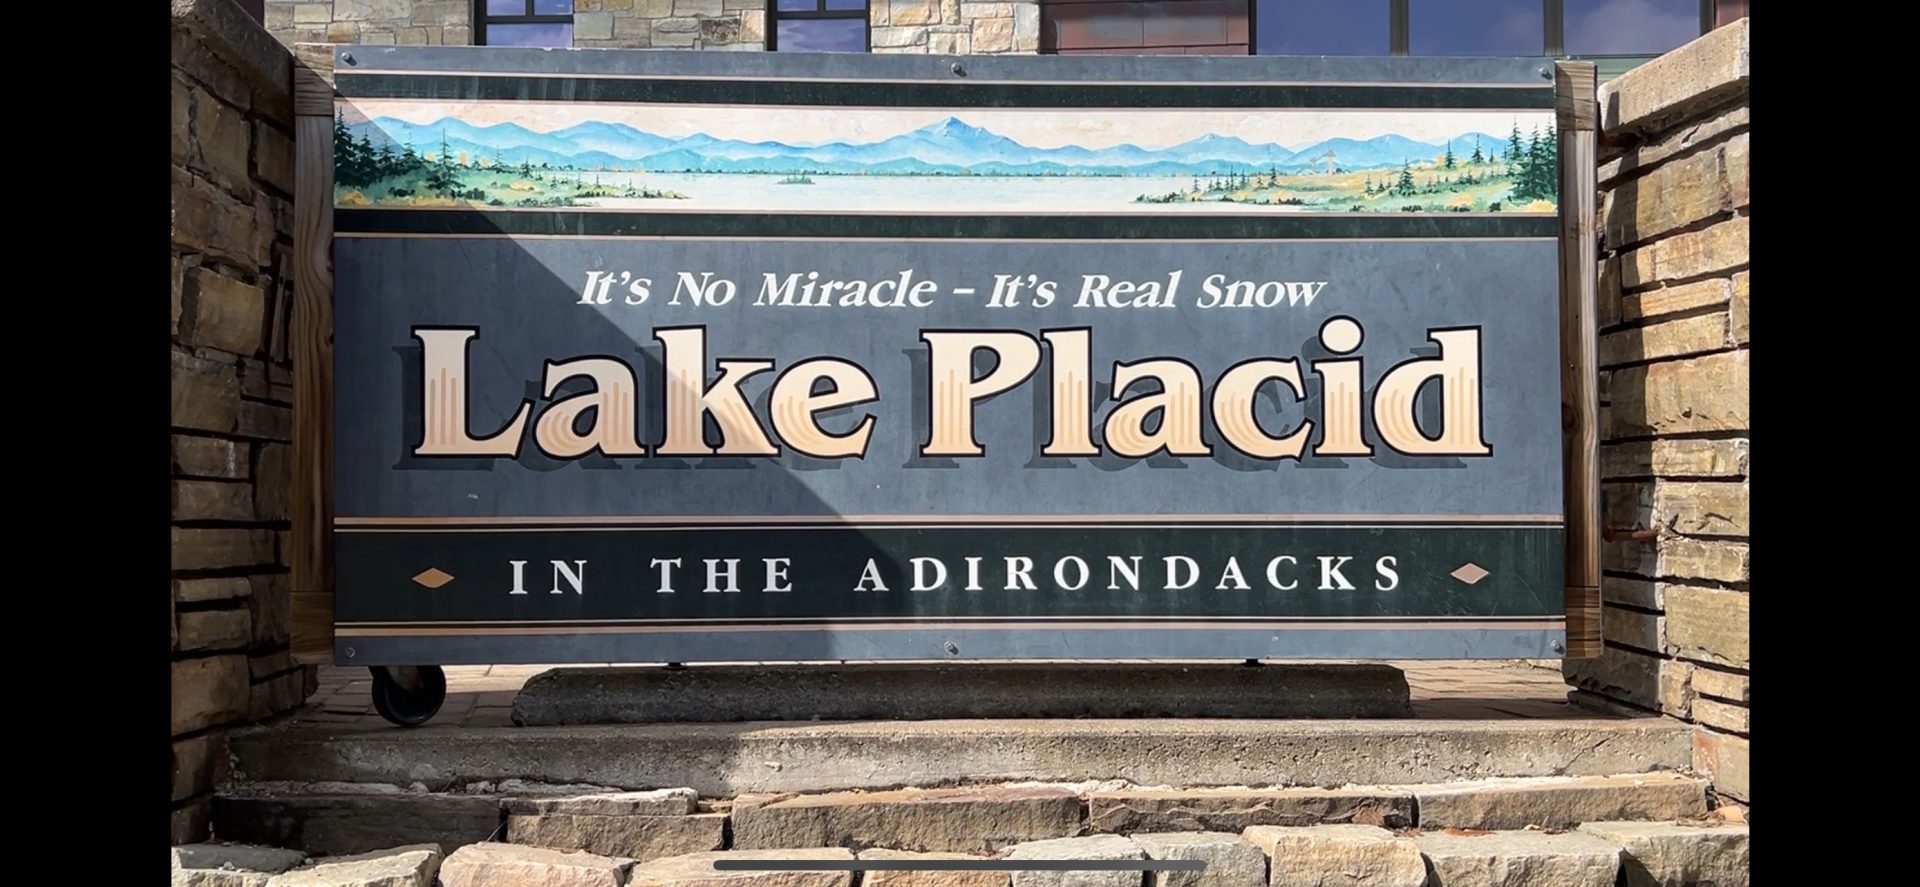 It's No Miracle – It's Real Snow
Lake Placid
IN THE ADIRONDACKS